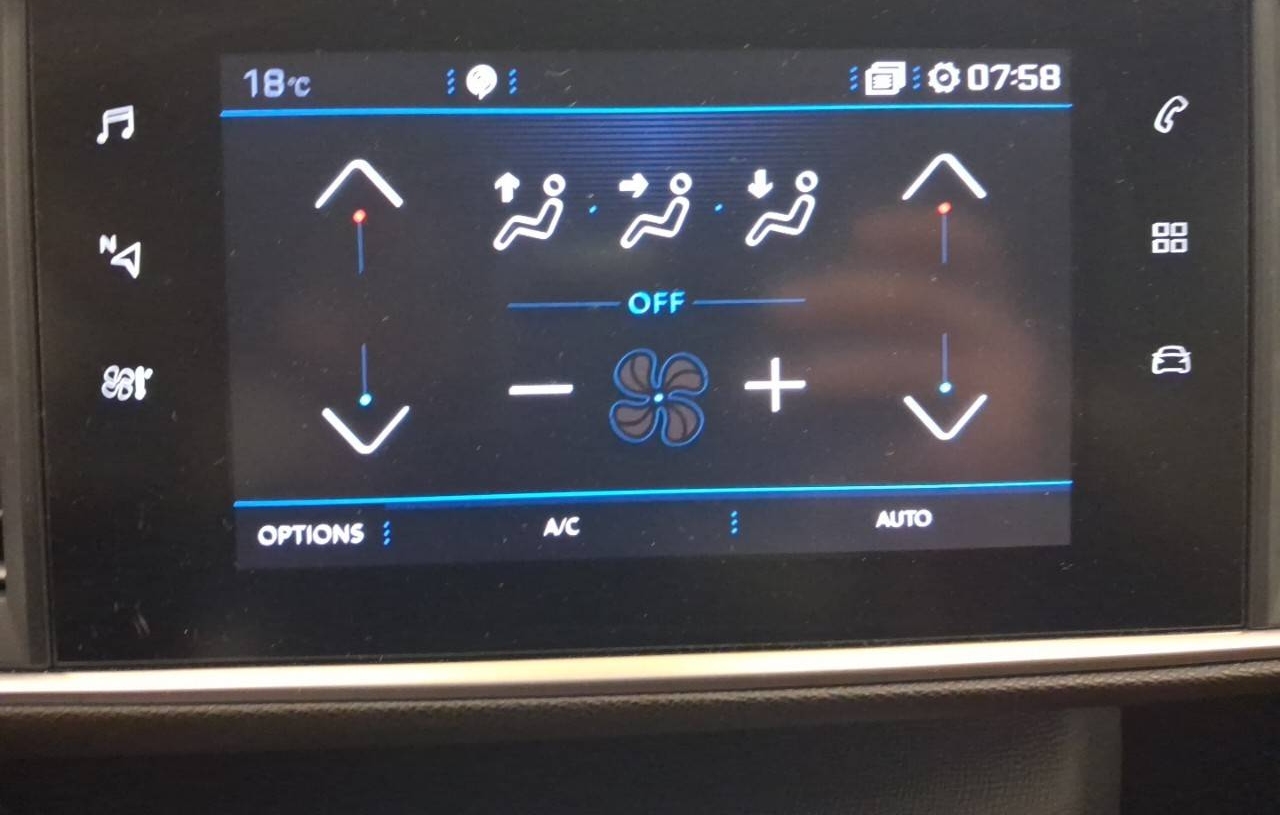 18°C 07:58
N
OFF
OPTIONS A/C AUTO